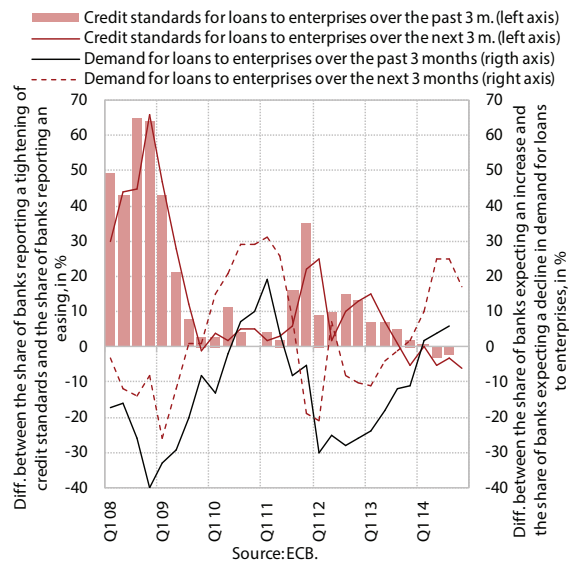 Credit standards for loans to enterprises over the past 3 m. (left axis)
Credit standards for loans to enterprises over the next 3 m. (left axis)
Demand for loans to enterprises over the past 3 months (rigth axis)
Demand for loans to enterprises over the next 3 months (right axis)
Diff. between the share of banks reporting a tightening of
credit standards and the share of banks reporting an
easing, in %
70
60
50
40
30
20
10
0
-10
-20
-30
-40
70
60
50
40
30
20
10
0
-10
-20
-30
-40
Diff. between the share of banks expecting an increase and
the share of banks expecting a decline in demand for loans
to enterprises, in %
Q1 08
Q1 09
Q1 10
Q1 11
Q1 12
Q1 13
Q1 14
Source: ECB.